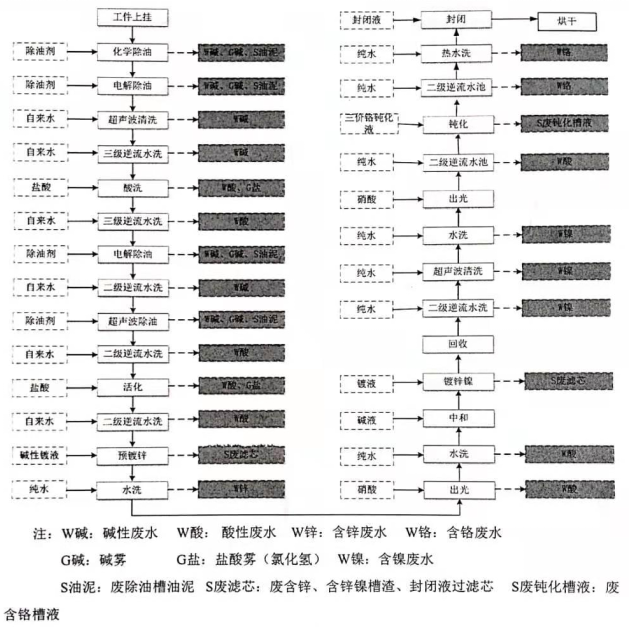 工件上挂
除油剂 化学除油 W碱、G碱、S油泥
除油剂 电解除油 W碱、G碱、S油泥
自来水 超声波清洗 W碱
自来水 三级逆流水洗 W碱
盐酸 酸洗 W酸、G盐
自来水 三级逆流水洗 W酸
除油剂 电解除油 W碱、G碱、S油泥
自来水 二级逆流水洗 W碱
除油剂 超声波除油 W碱、G碱、S油泥
自来水 二级逆流水洗 W酸
盐酸 活化 W酸、G盐
自来水 二级逆流水洗 W酸
碱性镀液 预镀锌 S废滤芯
纯水 水洗 W锌
封闭液 封闭 烘干
纯水 热水洗 W铬
纯水 二级逆流水池 W铬
三价铬钝化
液 钝化 S废钝化槽液
纯水 二级逆流水池 W酸
硝酸 出光
纯水 水洗 W镍
纯水 超声波清洗 W镍
纯水 二级逆流水洗 W镍
回收
镀液 镀锌镍 S废滤芯
碱液 中和
纯水 水洗 W酸
硝酸 出光 W酸
注：W碱：碱性废水 W酸：酸性废水 W锌：含锌废水 W铬：含铬废水
G碱：碱雾 G盐：盐酸雾（氯化氢） W镍：含镍废水
S油泥：废除油槽油泥 S废滤芯：废含锌、含锌镍槽渣、封闭液过滤芯 S废钝化槽液：废
含铬槽液